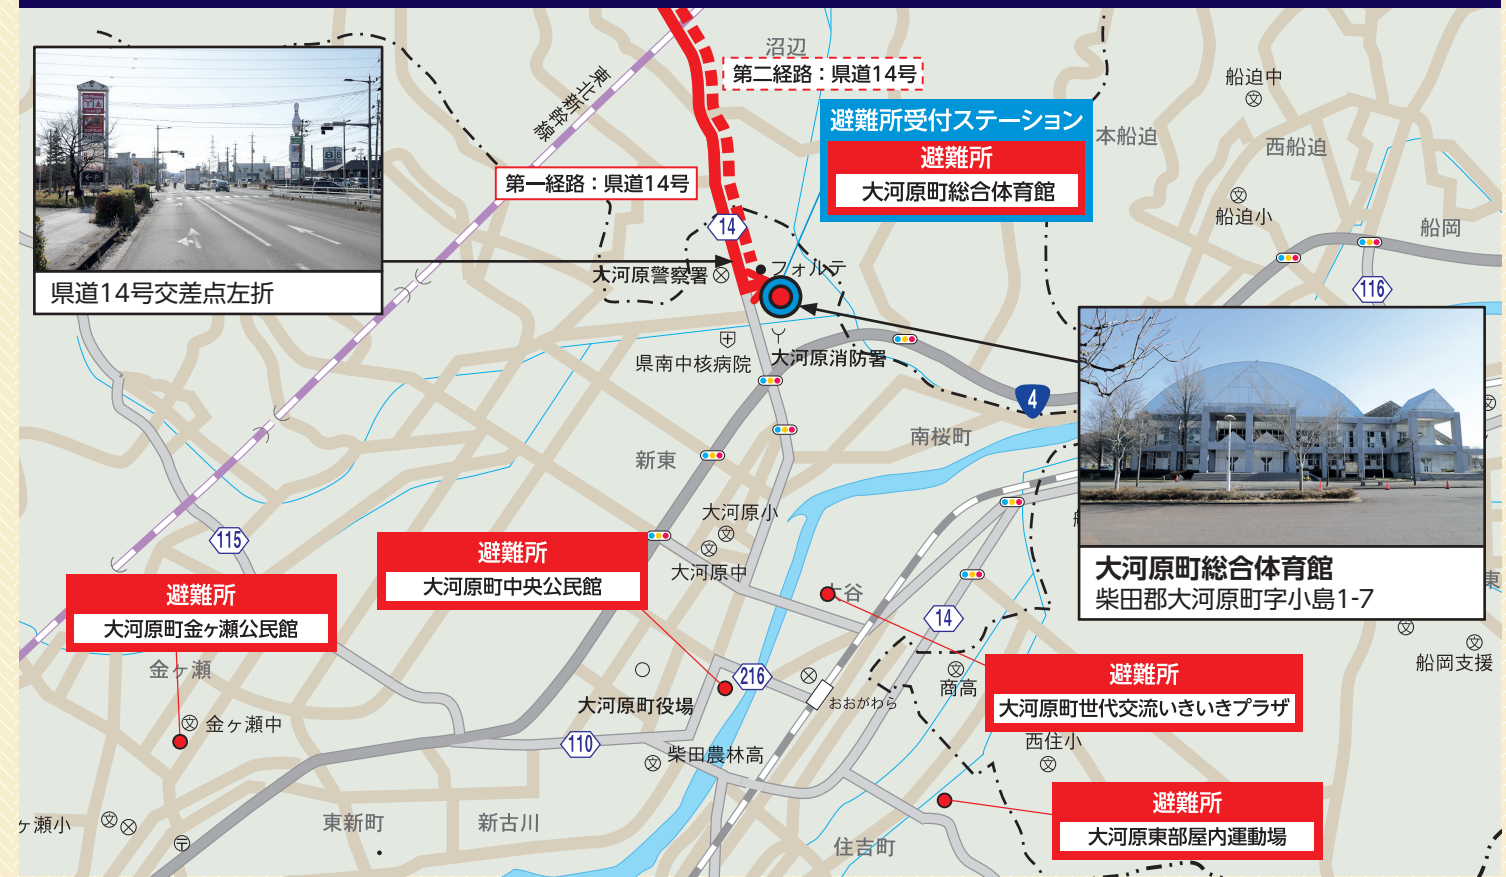 沼辺
第二経路：県道14号
船迫中
避難所受付ステーション
避難所
大河原町総合体育館
本船迫
西船迫
東北新幹線
第一経路：県道14号
船迫小
船岡
14
大河原警察署
フォルテ
116
県道14号交差点左折
県南中核病院
大河原消防署
4
南桜町
新東
大河原小
大河原中
115
避難所
大河原町中央公民館
大河原町総合体育館
柴田郡大河原町字小島1-7
避難所
大河原町金ヶ瀬公民館
大谷
14
東
金ヶ瀬
216
商高
避難所
大河原町世代交流いきいきプラザ
船岡支援
大河原町役場
おおがわら
金ヶ瀬中
110
柴田農林高
西住小
避難所
大河原東部屋内運動場
ケ瀬小
東新町
新古川
住吉町